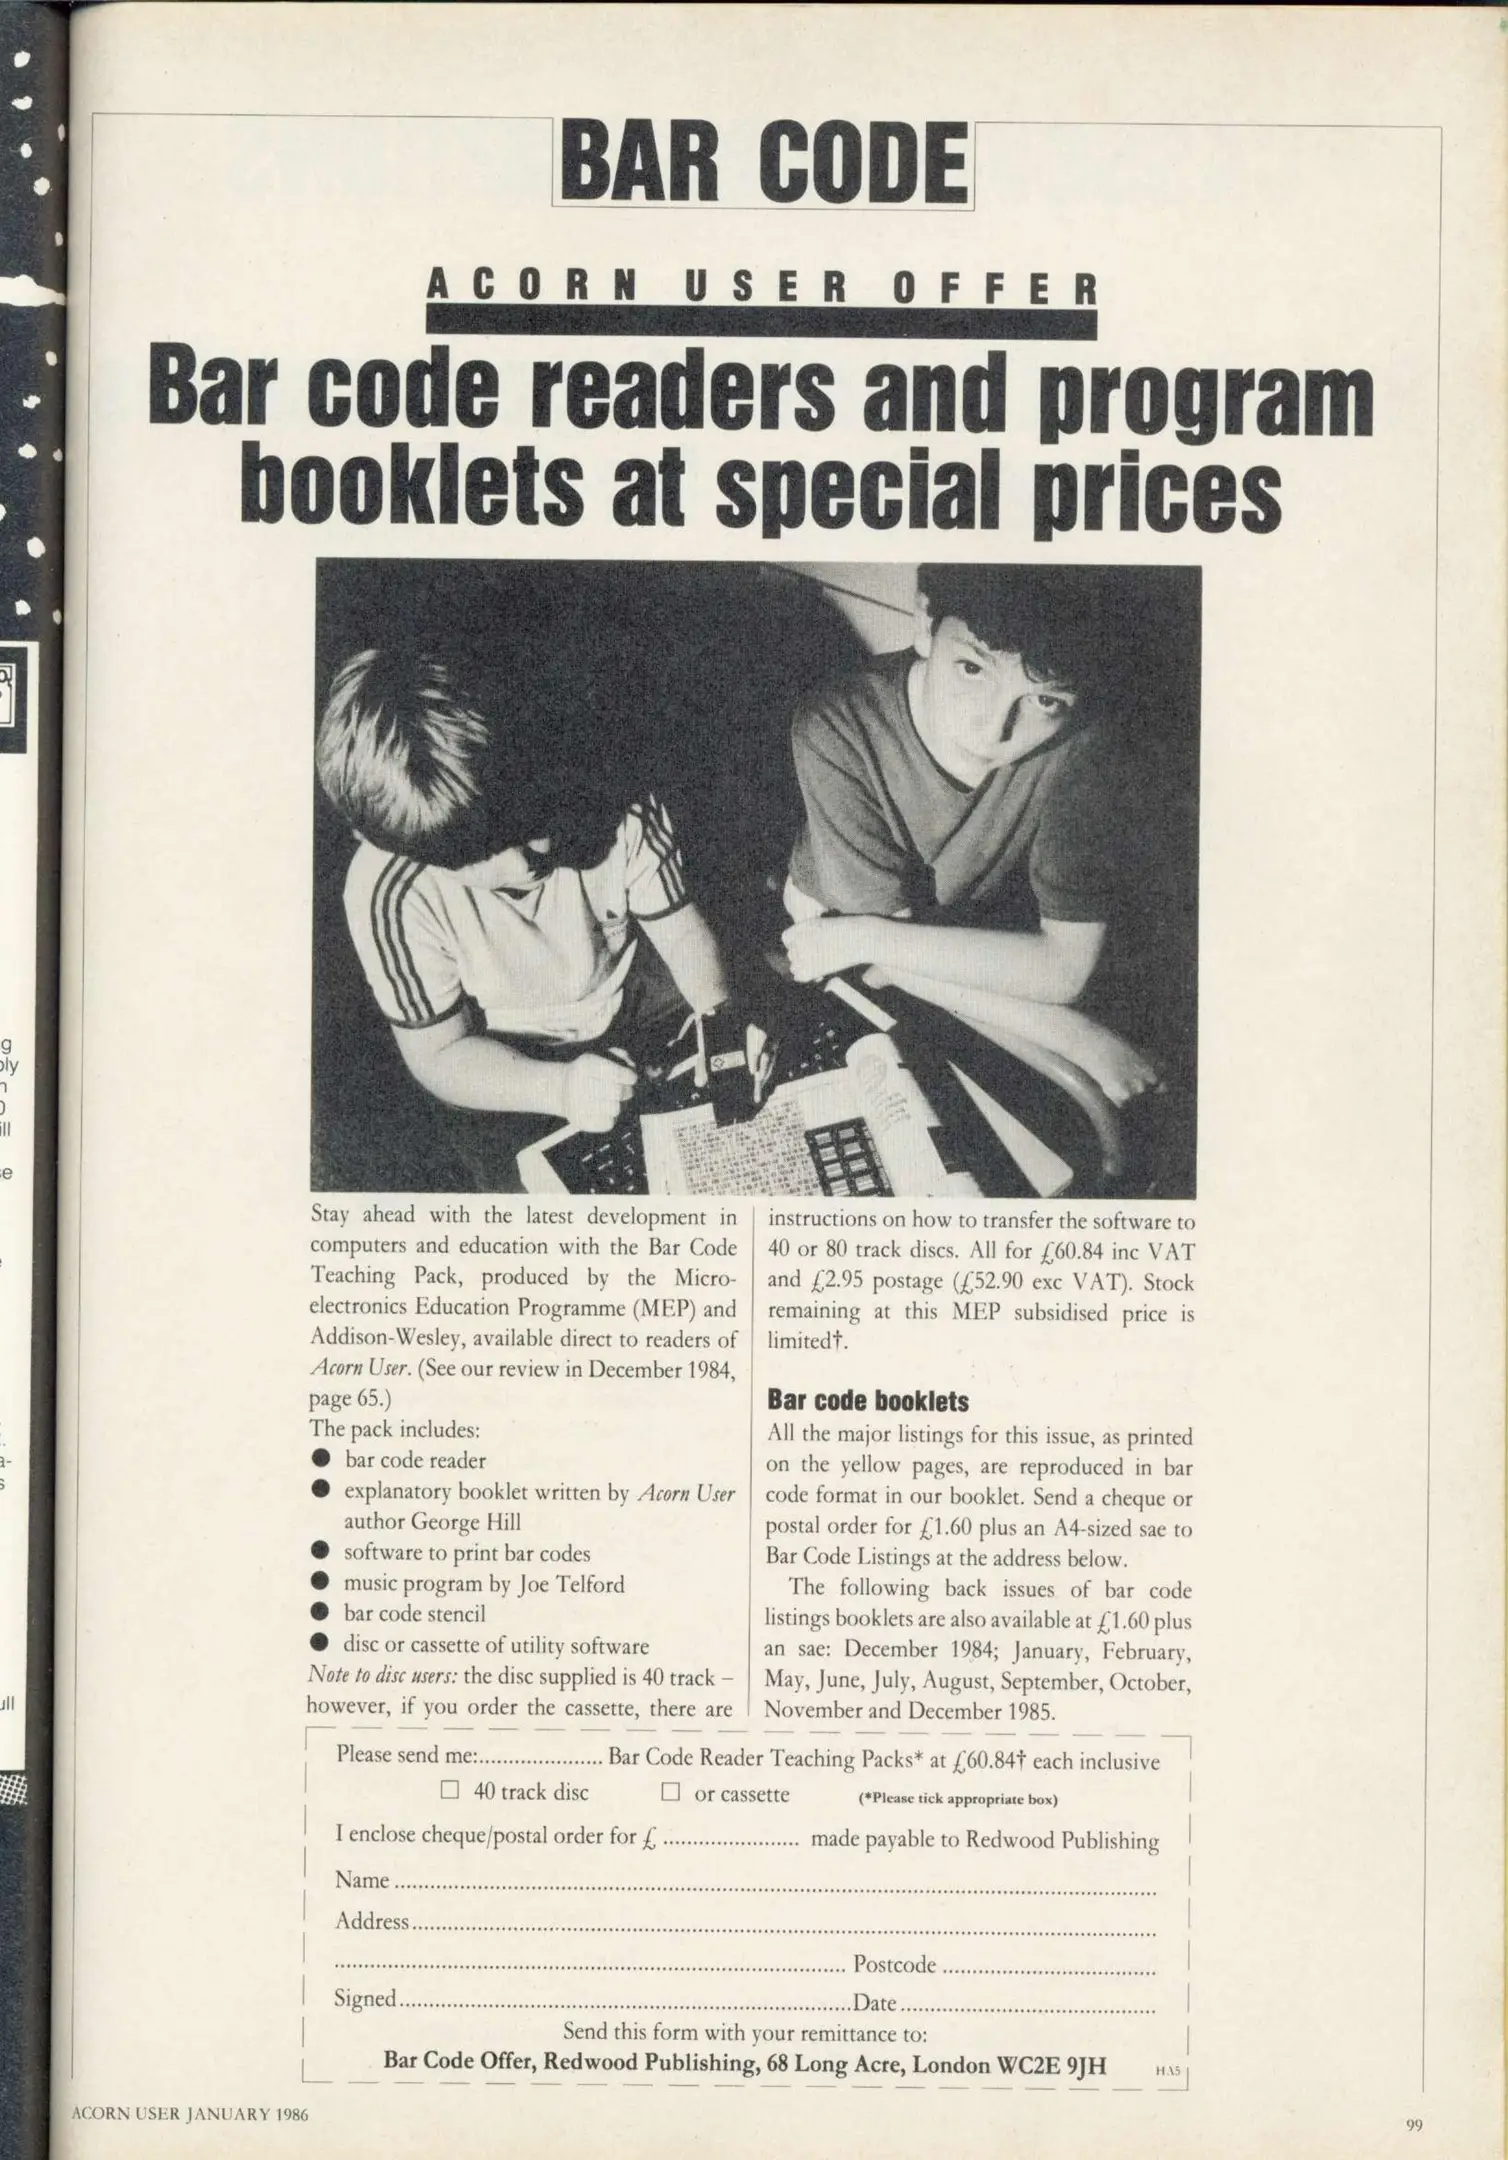 BAR CODE
ACORN USER OFFER
Bar code readers and program
booklets at special prices
Stay ahead with the latest development in
computers and education with the Bar Code
Teaching Pack, produced by the Micro-
electronics Education Programme (MEP) and
Addison-Wesley, available direct to readers of
Acorn User. (See our review in December 1984,
page 65.)
The pack includes:
● bar code reader
● explanatory booklet written by Acorn User
author George Hill
● software to print bar codes
● music program by Joe Telford
● bar code stencil
● disc or cassette of utility software
Note to disc users: the disc supplied is 40 track –
however, if you order the cassette, there are
instructions on how to transfer the software to
40 or 80 track discs. All for £60.84 inc VAT
and £2.95 postage (£52.90 exc VAT). Stock
remaining at this MEP subsidised price is
limited†.
Bar code booklets
All the major listings for this issue, as printed
on the yellow pages, are reproduced in bar
code format in our booklet. Send a cheque or
postal order for £1.60 plus an A4-sized sae to
Bar Code Listings at the address below.
The following back issues of bar code
listings booklets are also available at £1.60 plus
an sae: December 1984; January, February,
May, June, July, August, September, October,
November and December 1985.
Please send me:..................... Bar Code Reader Teaching Packs* at £60.84† each inclusive
□ 40 track disc □ or cassette (*Please tick appropriate box)
I enclose cheque/postal order for £ ....................... made payable to Redwood Publishing
Name ..............................
Address..............................
.............................. Postcode ..............................
Signed..............................Date..............................
Send this form with your remittance to:
Bar Code Offer, Redwood Publishing, 68 Long Acre, London WC2E 9JH HA5
ACORN USER JANUARY 1986
99